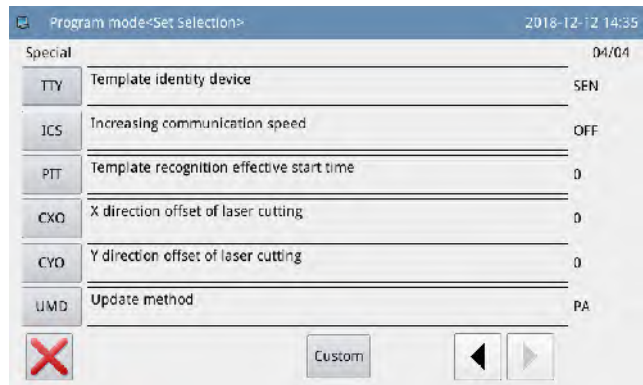 Program mode<Set Selection> 2018-12-12 14:35
Special 04/04
TTY Template identity device SEN
ICS Increasing communication speed OFF
PTT Template recognition effective start time 0
CXO X direction offset of laser cutting 0
CYO Y direction offset of laser cutting 0
UMD Update method PA
Custom